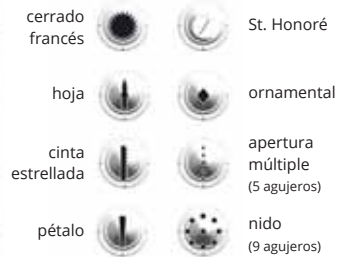 cerrado
francés
St. Honoré
hoja
ornamental
cinta
estrellada
apertura
múltiple
(5 agujeros)
pétalo
nido
(9 agujeros)